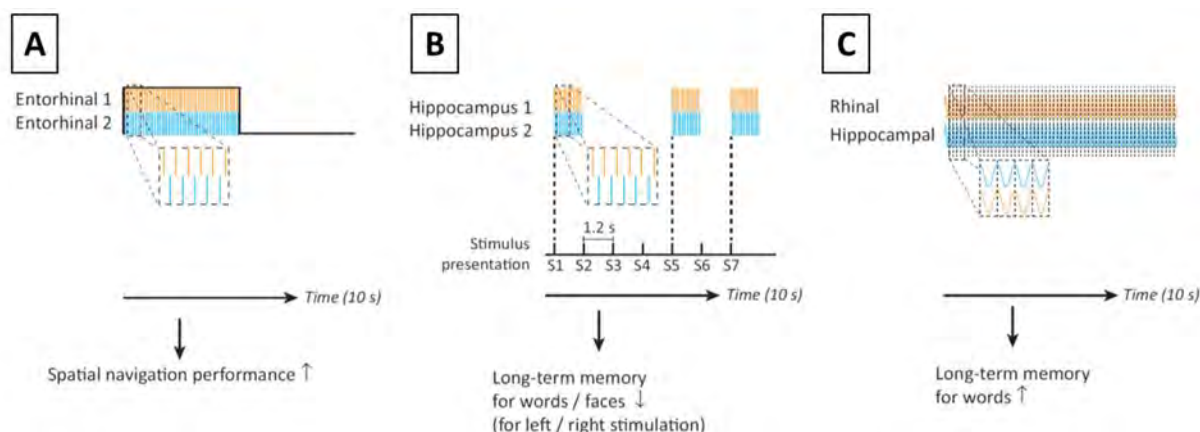 A
Entorhinal 1
Entorhinal 2
Time (10 s)
Spatial navigation performance ↑
B
Hippocampus 1
Hippocampus 2
1.2 s
Stimulus
presentation
S1 S2 S3 S4 S5 S6 S7
Time (10 s)
Long-term memory
for words / faces ↓
(for left / right stimulation)
C
Rhinal
Hippocampal
Time (10 s)
Long-term memory
for words ↑